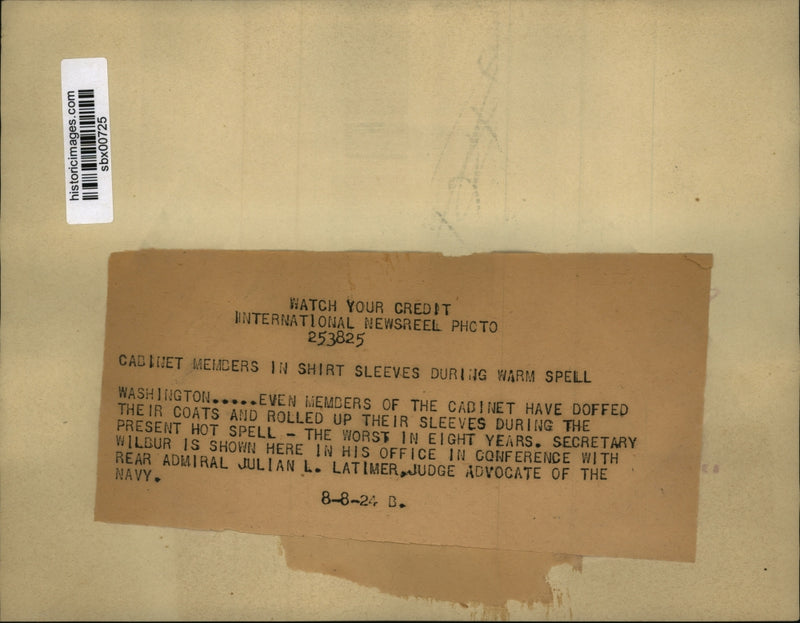 historicimages.com
sbx00725
WATCH YOUR CREDIT
INTERNATIONAL NEWSREEL PHOTO
253825
CABINET MEMBERS IN SHIRT SLEEVES DURING WARM SPELL
WASHINGTON.....EVEN MEMBERS OF THE CABINET HAVE DOFFED
THEIR COATS AND ROLLED UP THEIR SLEEVES DURING THE
PRESENT HOT SPELL - THE WORST IN EIGHT YEARS. SECRETARY
WILBUR IS SHOWN HERE IN HIS OFFICE IN CONFERENCE WITH
REAR ADMIRAL JULIAN L. LATIMER,JUDGE ADVOCATE OF THE
NAVY.
8-8-24 B.